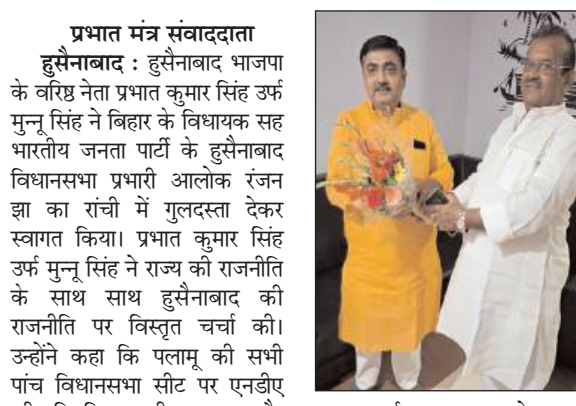 प्रभात मंत्र संवाददाता
हुसैनाबाद : हुसैनाबाद भाजपा
के वरिष्ठ नेता प्रभात कुमार सिंह उर्फ
मुन्नू सिंह ने बिहार के विधायक सह
भारतीय जनता पार्टी के हुसैनाबाद
विधानसभा प्रभारी आलोक रंजन
झा का रांची में गुलदस्ता देकर
स्वागत किया। प्रभात कुमार सिंह
उर्फ मुन्नू सिंह ने राज्य की राजनीति
के साथ साथ हुसैनाबाद की
राजनीति पर विस्तृत चर्चा की।
उन्होंने कहा कि पलामू की सभी
पांच विधानसभा सीट पर एनडीए